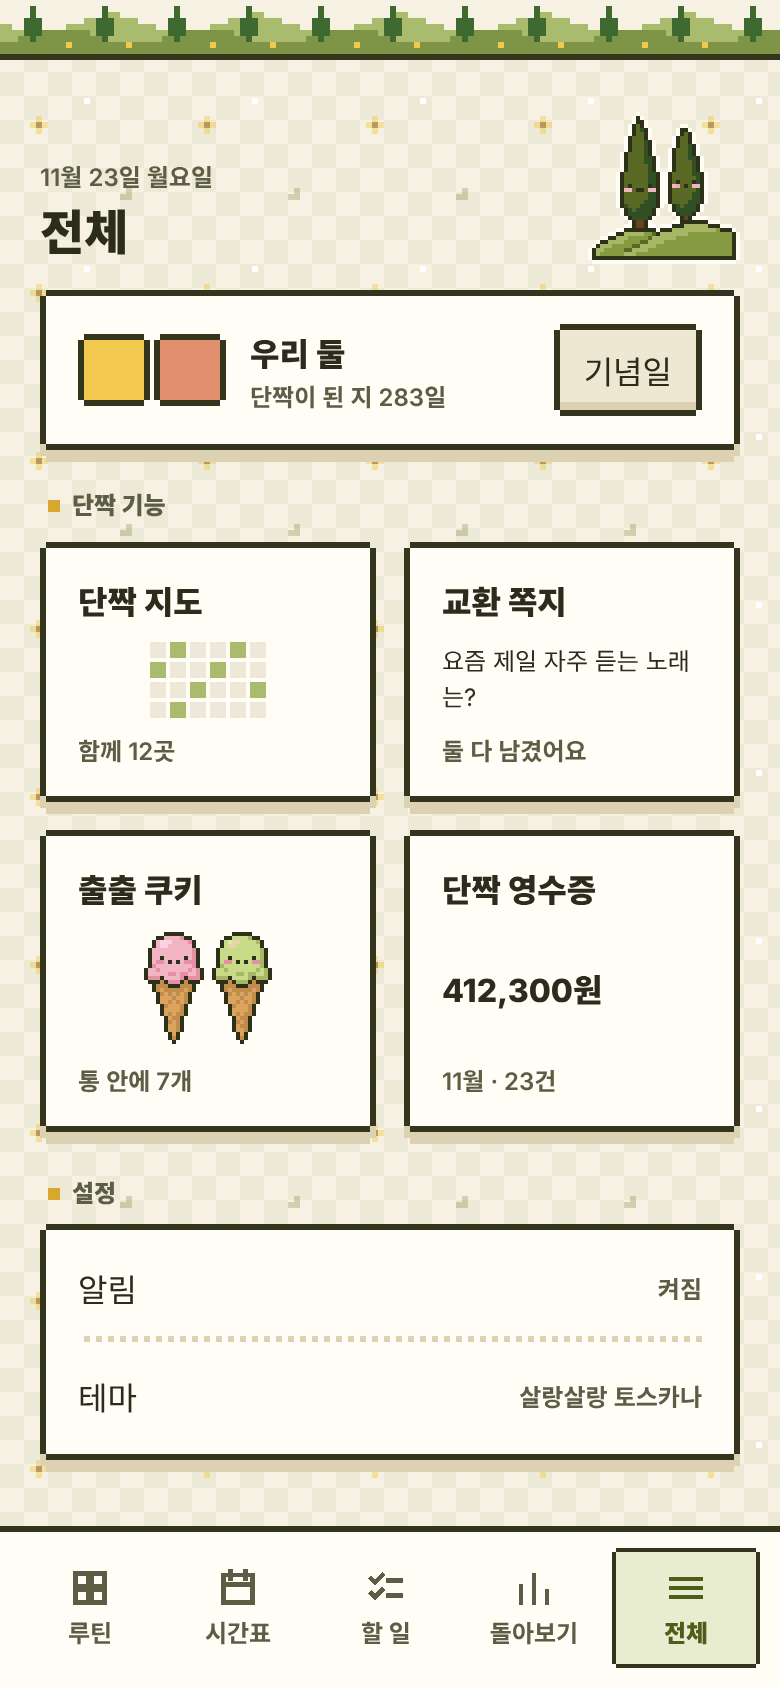 11월 23일 월요일
전체
우리 둘
단짝이 된 지 283일
기념일
단짝 기능
단짝 지도
함께 12곳
교환 쪽지
요즘 제일 자주 듣는 노래
는?
둘 다 남겼어요
출출 쿠키
통 안에 7개
단짝 영수증
412,300원
11월 · 23건
설정
알림 켜짐
테마 살랑살랑 토스카나
루틴 시간표 할 일 돌아보기 전체